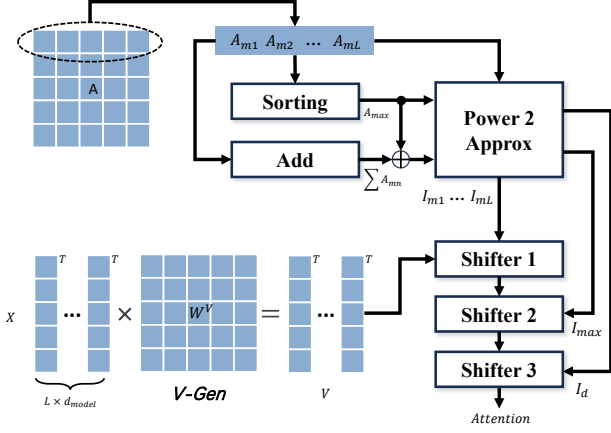 A
A_{m1} A_{m2} ... A_{mL}
Sorting
A_{max}
Add
∑ A_{mn}
Power 2
Approx
I_{m1} ... I_{mL}
Shifter 1
Shifter 2
I_{max}
Shifter 3
I_d
Attention
X
T
...
T
×
W^V
=
T
...
T
L × d_{model}
V-Gen
V